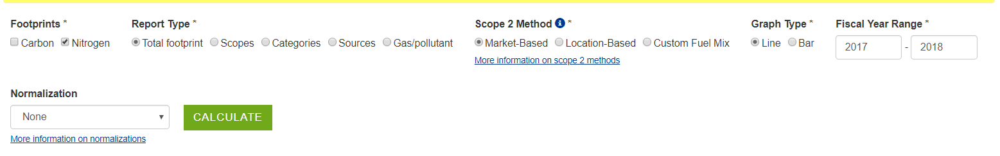 Footprints * Report Type * Scope 2 Method i * Graph Type * Fiscal Year Range *
Carbon Nitrogen Total footprint Scopes Categories Sources Gas/pollutant Market-Based Location-Based Custom Fuel Mix Line Bar 2017 - 2018
More information on scope 2 methods
Normalization
None CALCULATE
More information on normalizations